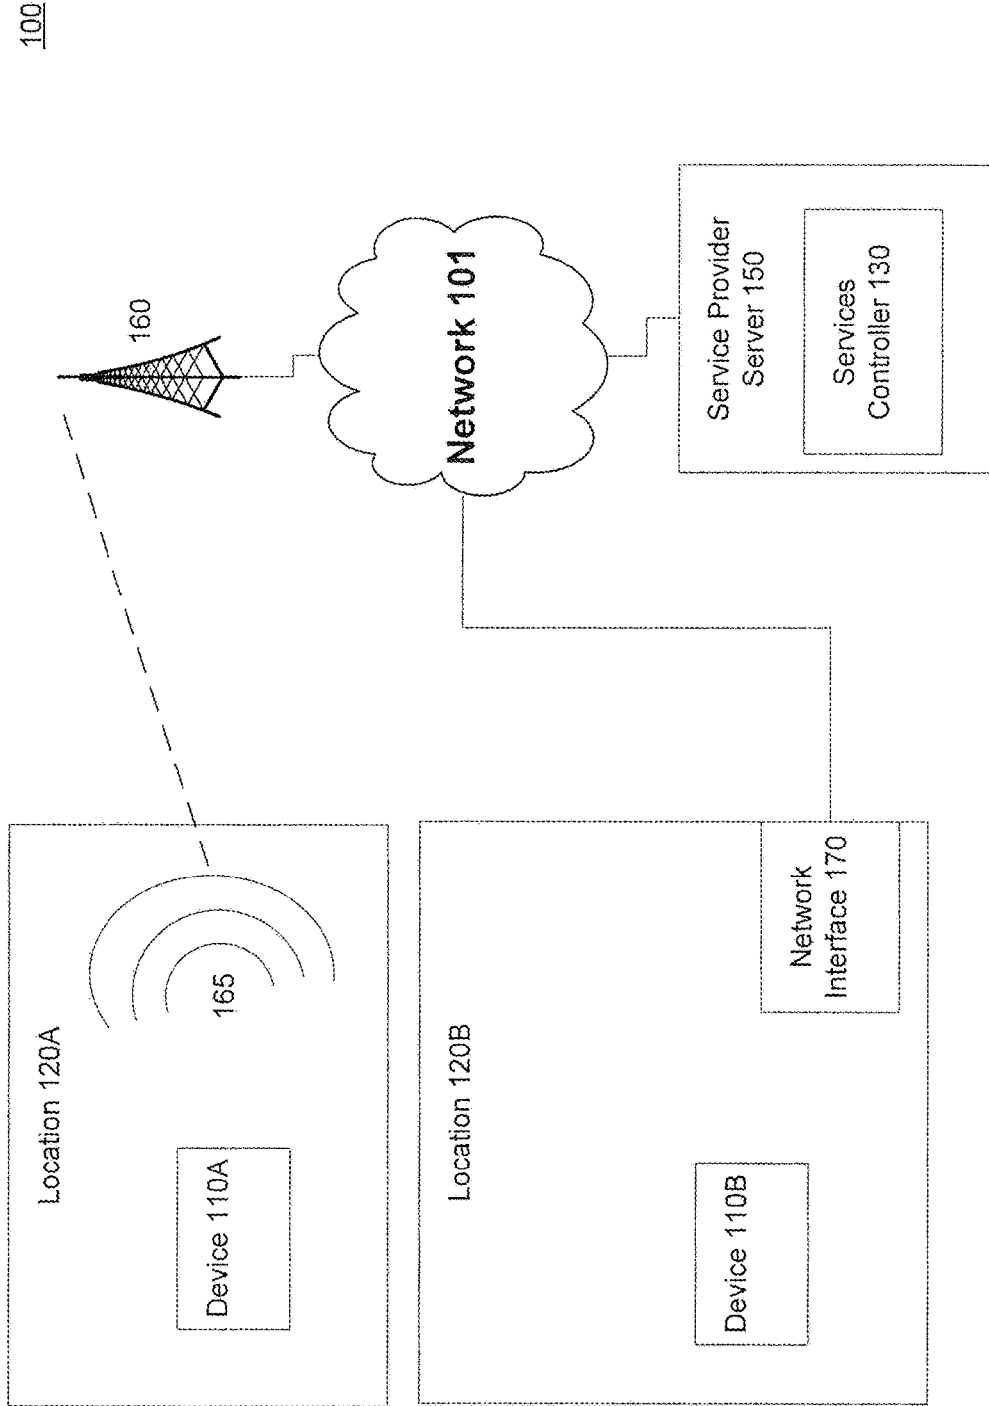 100
Location 120A
Device 110A
165
160
Network 101
Location 120B
Device 110B
Network
Interface 170
Service Provider
Server 150
Services
Controller 130